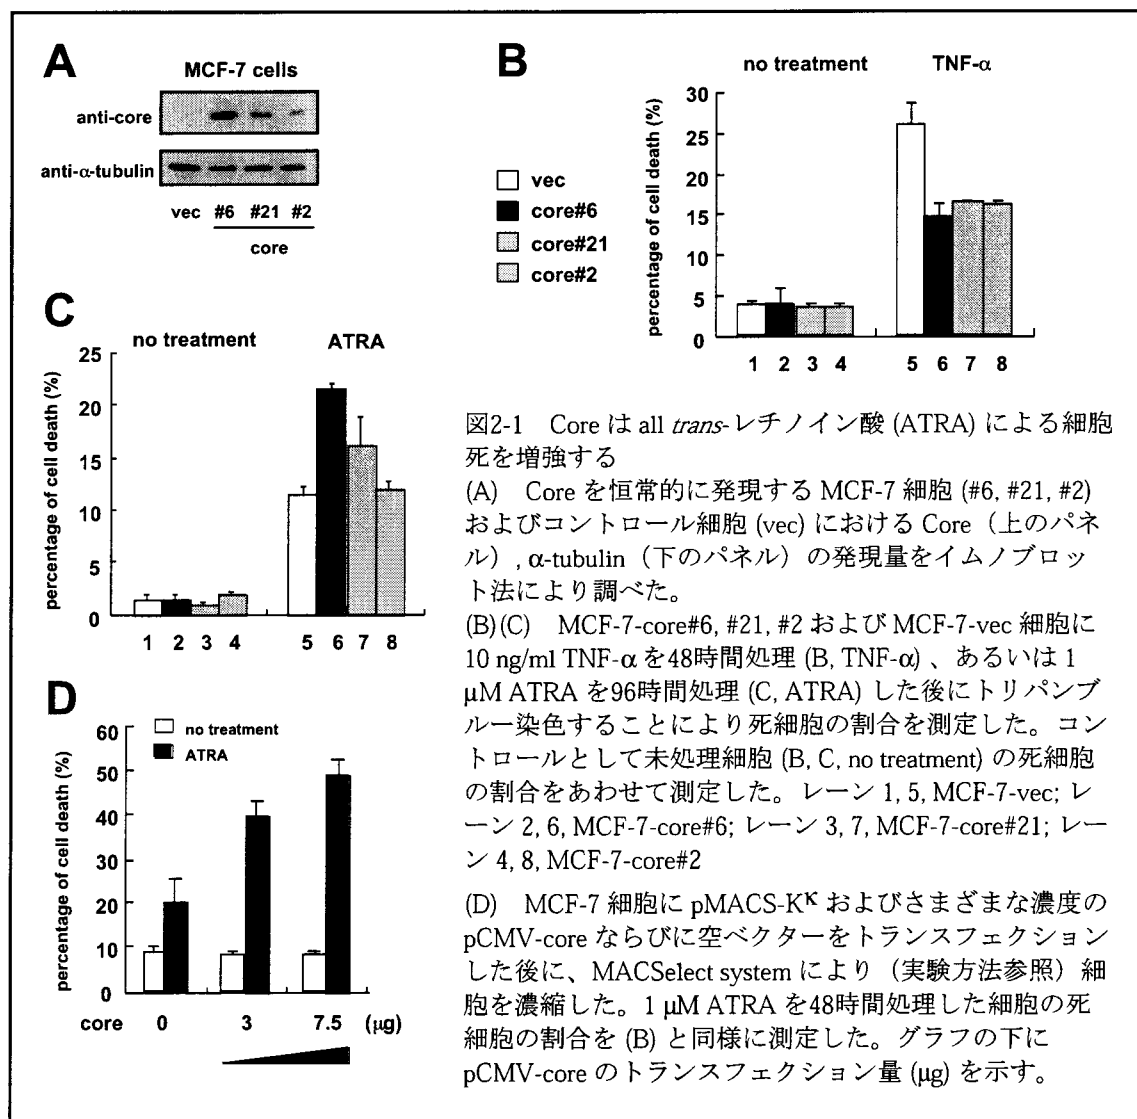 A
MCF-7 cells
anti-core
anti-α-tubulin
vec #6 #21 #2
core
B
no treatment TNF-α
percentage of cell death (%)
30
25
20
15
10
5
0
vec
core#6
core#21
core#2
1 2 3 4 5 6 7 8
C
no treatment ATRA
percentage of cell death (%)
25
20
15
10
5
0
1 2 3 4 5 6 7 8
D
no treatment
ATRA
percentage of cell death (%)
60
50
40
30
20
10
0
core 0 3 7.5 (μg)
図2-1 Core は all trans-レチノイン酸 (ATRA) による細胞
死を増強する
(A) Core を恒常的に発現する MCF-7 細胞 (#6, #21, #2)
およびコントロール細胞 (vec) における Core(上のパネ
ル) , α-tubulin(下のパネル)の発現量をイムノブロッ
ト法により調べた。
(B)(C) MCF-7-core#6, #21, #2 および MCF-7-vec 細胞に
10 ng/ml TNF-α を48時間処理 (B, TNF-α) 、あるいは 1
μM ATRA を96時間処理 (C, ATRA) した後にトリパンブ
ルー染色することにより死細胞の割合を測定した。コン
トロールとして未処理細胞 (B, C, no treatment) の死細胞
の割合をあわせて測定した。レーン 1, 5, MCF-7-vec; レ
ーン 2, 6, MCF-7-core#6; レーン 3, 7, MCF-7-core#21; レー
ン 4, 8, MCF-7-core#2
(D) MCF-7 細胞に pMACS-Kᴷ およびさまざまな濃度の
pCMV-core ならびに空ベクターをトランスフェクション
した後に、MACSelect system により(実験方法参照)細
胞を濃縮した。1 μM ATRA を48時間処理した細胞の死
細胞の割合を (B) と同様に測定した。グラフの下に
pCMV-core のトランスフェクション量 (μg) を示す。